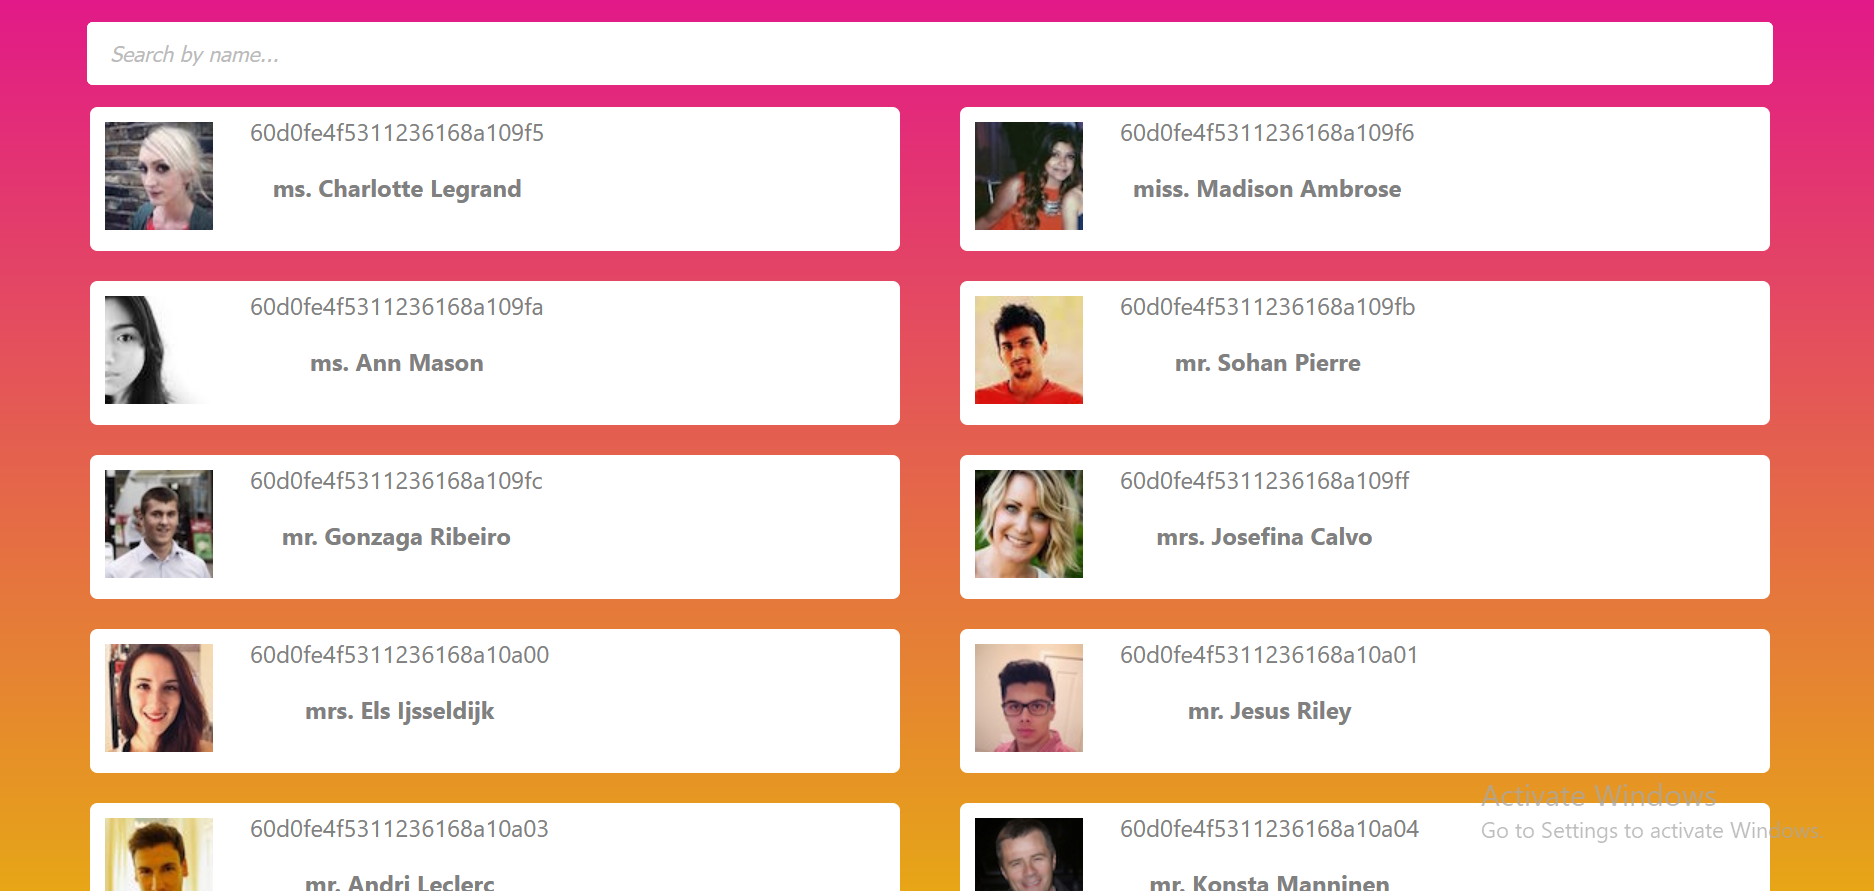 Search by name...
60d0fe4f5311236168a109f5
ms. Charlotte Legrand
60d0fe4f5311236168a109f6
miss. Madison Ambrose
60d0fe4f5311236168a109fa
ms. Ann Mason
60d0fe4f5311236168a109fb
mr. Sohan Pierre
60d0fe4f5311236168a109fc
mr. Gonzaga Ribeiro
60d0fe4f5311236168a109ff
mrs. Josefina Calvo
60d0fe4f5311236168a10a00
mrs. Els Ijsseldijk
60d0fe4f5311236168a10a01
mr. Jesus Riley
60d0fe4f5311236168a10a03
mr. Andri Leclerc
60d0fe4f5311236168a10a04
mr. Konsta Manninen
Activate Windows
Go to Settings to activate Windows.